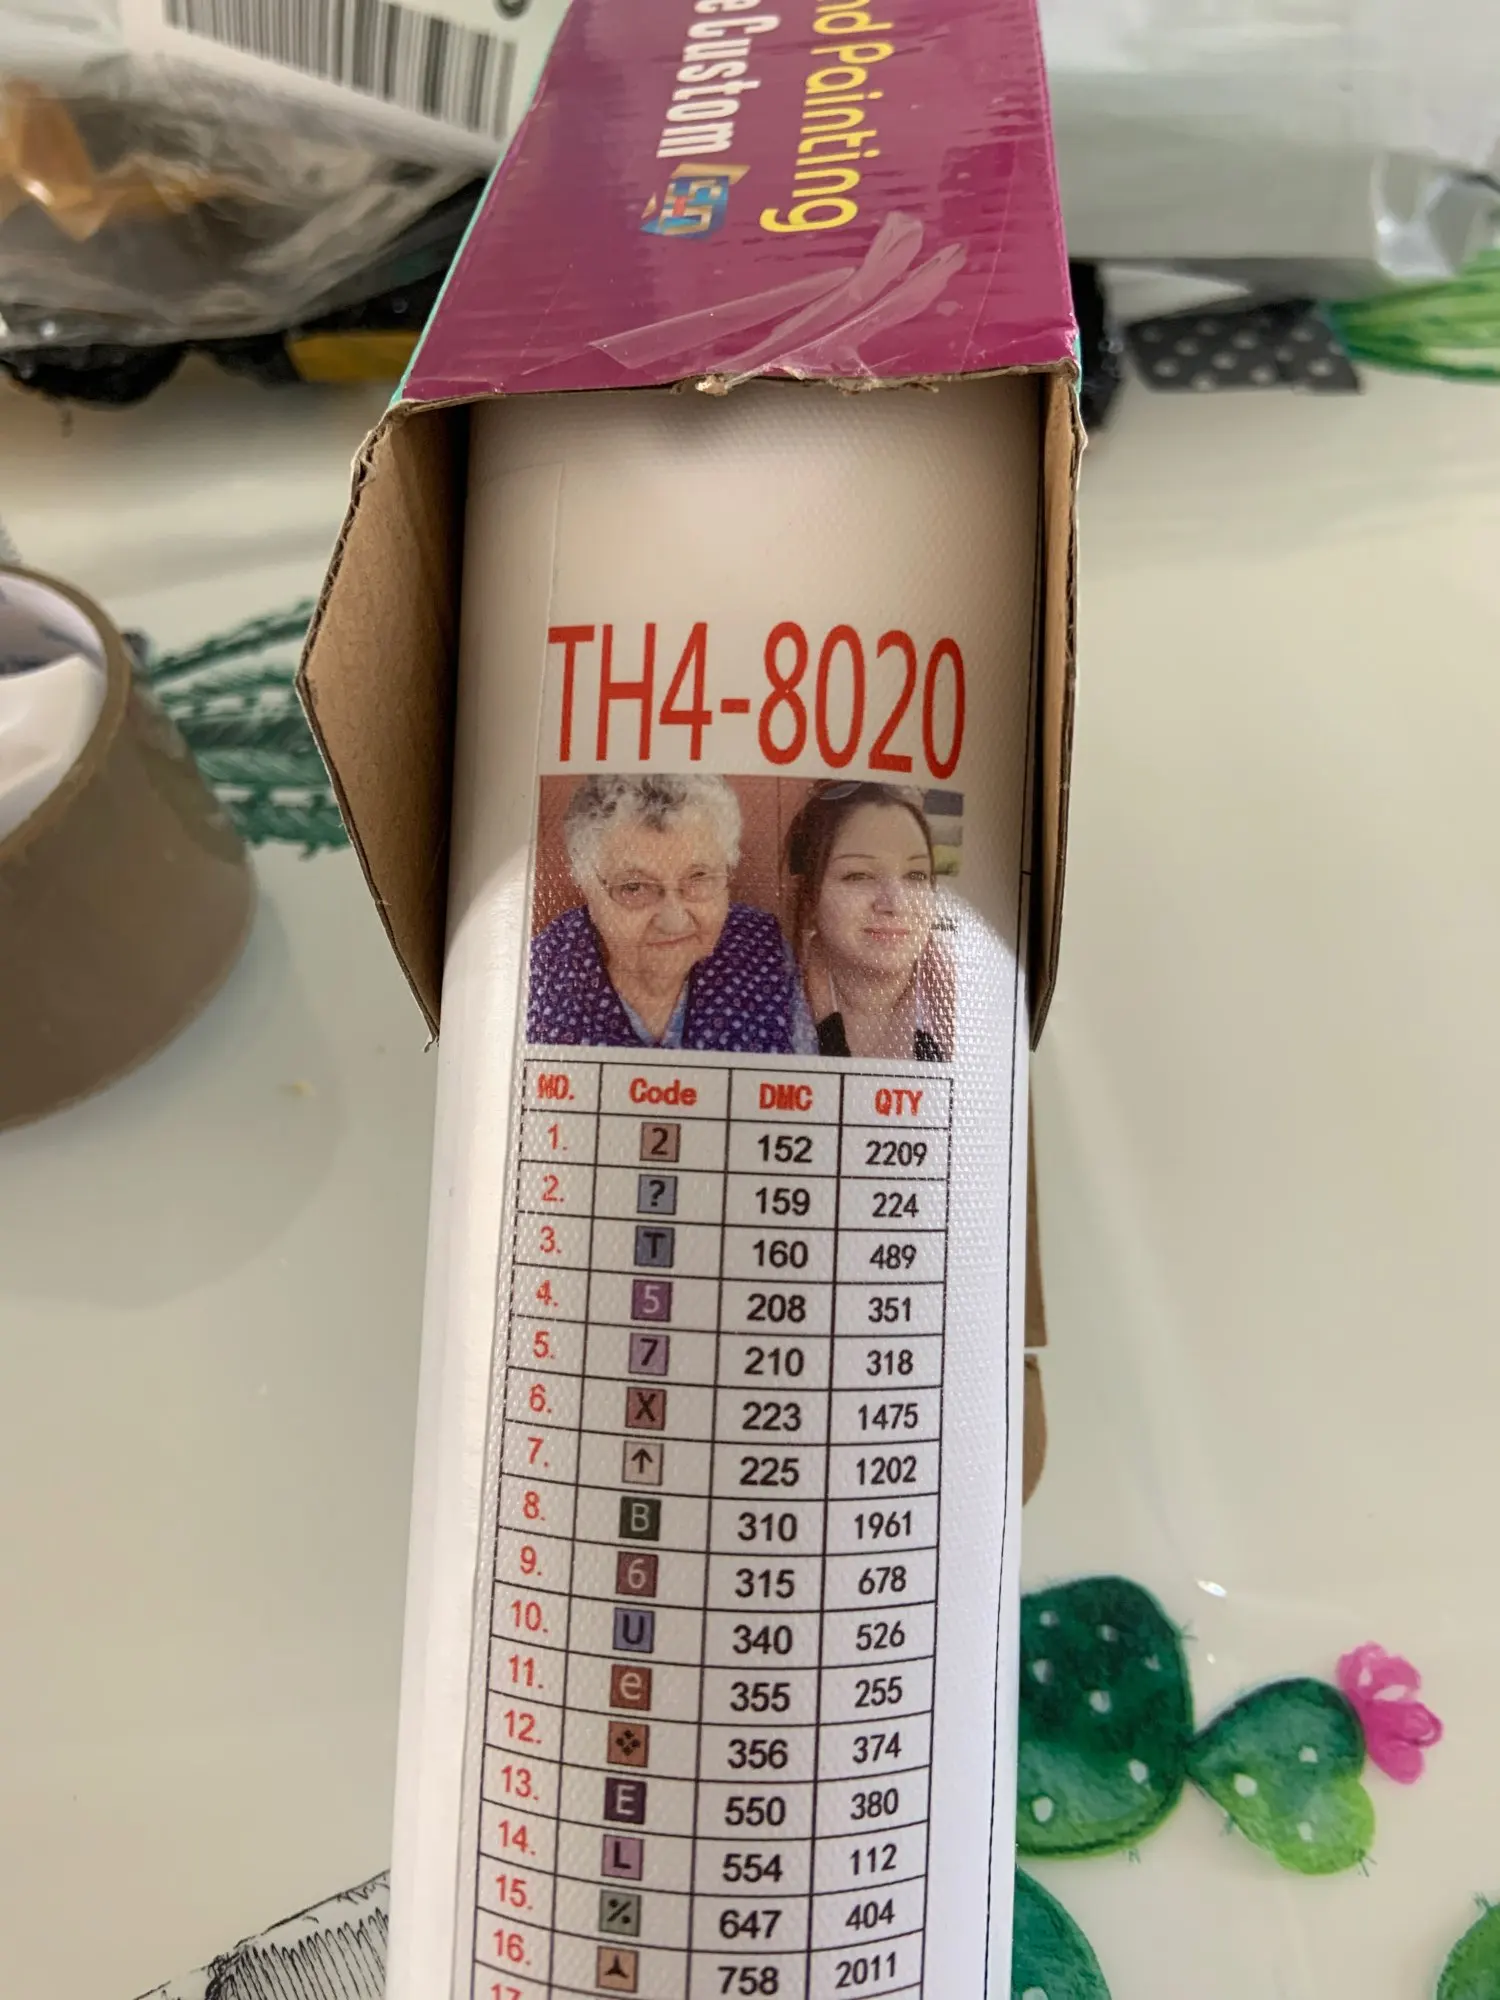 nd Painting
e Custom
TH4-8020
NO. Code DMC QTY
1. 2 152 2209
2. ? 159 224
3. T 160 489
4. 5 208 351
5. 7 210 318
6. X 223 1475
7. ↑ 225 1202
8. B 310 1961
9. 6 315 678
10. U 340 526
11. e 355 255
12. ❖ 356 374
13. E 550 380
14. L 554 112
15. % 647 404
16. 758 2011
17.